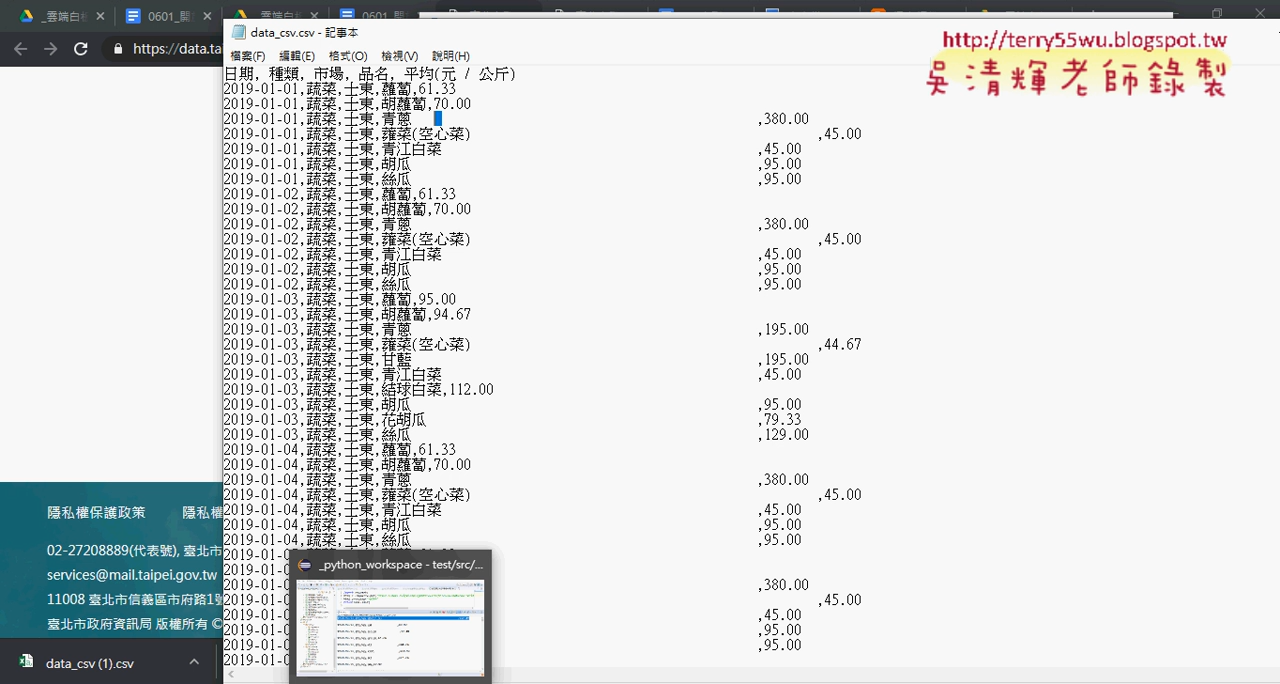 _雲端白板
0601_開
_雲端白
0601_開
https://data.ta
data_csv.csv - 記事本
檔案(F) 編輯(E) 格式(O) 檢視(V) 說明(H)
http://terry55wu.blogspot.tw
吳清輝老師錄製
日期, 種類, 市場, 品名, 平均(元 / 公斤)
2019-01-01,蔬菜,士東,蘿蔔,61.33
2019-01-01,蔬菜,士東,胡蘿蔔,70.00
2019-01-01,蔬菜,士東,青蔥 ,380.00
2019-01-01,蔬菜,士東,蕹菜(空心菜) ,45.00
2019-01-01,蔬菜,士東,青江白菜 ,45.00
2019-01-01,蔬菜,士東,胡瓜 ,95.00
2019-01-01,蔬菜,士東,絲瓜 ,95.00
2019-01-02,蔬菜,士東,蘿蔔,61.33
2019-01-02,蔬菜,士東,胡蘿蔔,70.00
2019-01-02,蔬菜,士東,青蔥 ,380.00
2019-01-02,蔬菜,士東,蕹菜(空心菜) ,45.00
2019-01-02,蔬菜,士東,青江白菜 ,45.00
2019-01-02,蔬菜,士東,胡瓜 ,95.00
2019-01-02,蔬菜,士東,絲瓜 ,95.00
2019-01-03,蔬菜,士東,蘿蔔,95.00
2019-01-03,蔬菜,士東,胡蘿蔔,94.67
2019-01-03,蔬菜,士東,青蔥 ,195.00
2019-01-03,蔬菜,士東,蕹菜(空心菜) ,44.67
2019-01-03,蔬菜,士東,甘藍 ,195.00
2019-01-03,蔬菜,士東,青江白菜 ,45.00
2019-01-03,蔬菜,士東,結球白菜,112.00
2019-01-03,蔬菜,士東,胡瓜 ,95.00
2019-01-03,蔬菜,士東,花胡瓜 ,79.33
2019-01-03,蔬菜,士東,絲瓜 ,129.00
2019-01-04,蔬菜,士東,蘿蔔,61.33
2019-01-04,蔬菜,士東,胡蘿蔔,70.00
2019-01-04,蔬菜,士東,青蔥 ,380.00
2019-01-04,蔬菜,士東,蕹菜(空心菜) ,45.00
2019-01-04,蔬菜,士東,青江白菜 ,45.00
2019-01-04,蔬菜,士東,胡瓜 ,95.00
2019-01-04,蔬菜,士東,絲瓜 ,95.00
_python_workspace - test/src/...
隱私權保護政策 隱私權
02-27208889(代表號), 臺北市
services@mail.taipei.gov.tw
臺北市政府資訊局 版權所有 ©
data_csv (1).csv